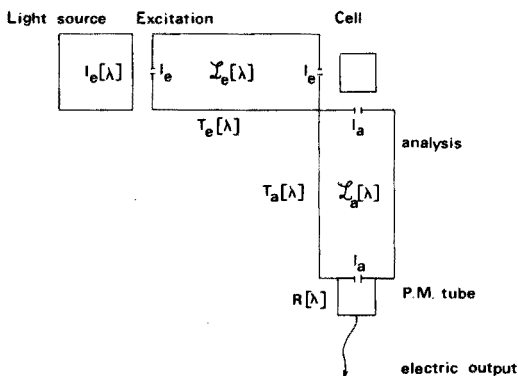 Light source Excitation Cell
I_e[λ] I_e ℒ_e[λ] I_e
T_e[λ] I_a
analysis
T_a[λ] ℒ_a[λ]
I_a
R[λ] P.M. tube
electric output